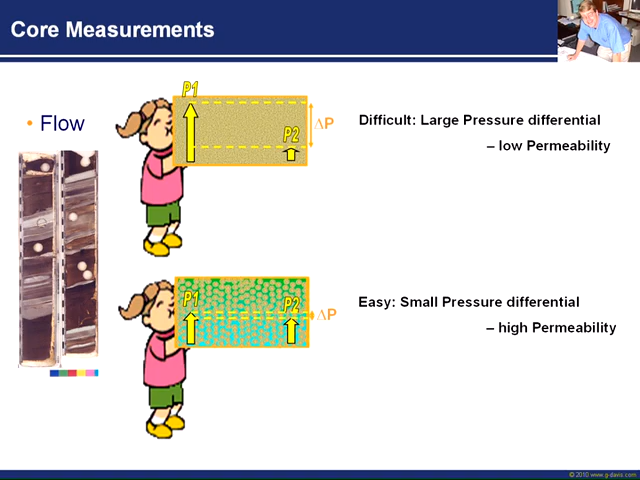 Core Measurements
• Flow
P1
P2
ΔP
Difficult: Large Pressure differential
– low Permeability
P1
P2
ΔP
Easy: Small Pressure differential
– high Permeability
© 2010 www.g-davis.com